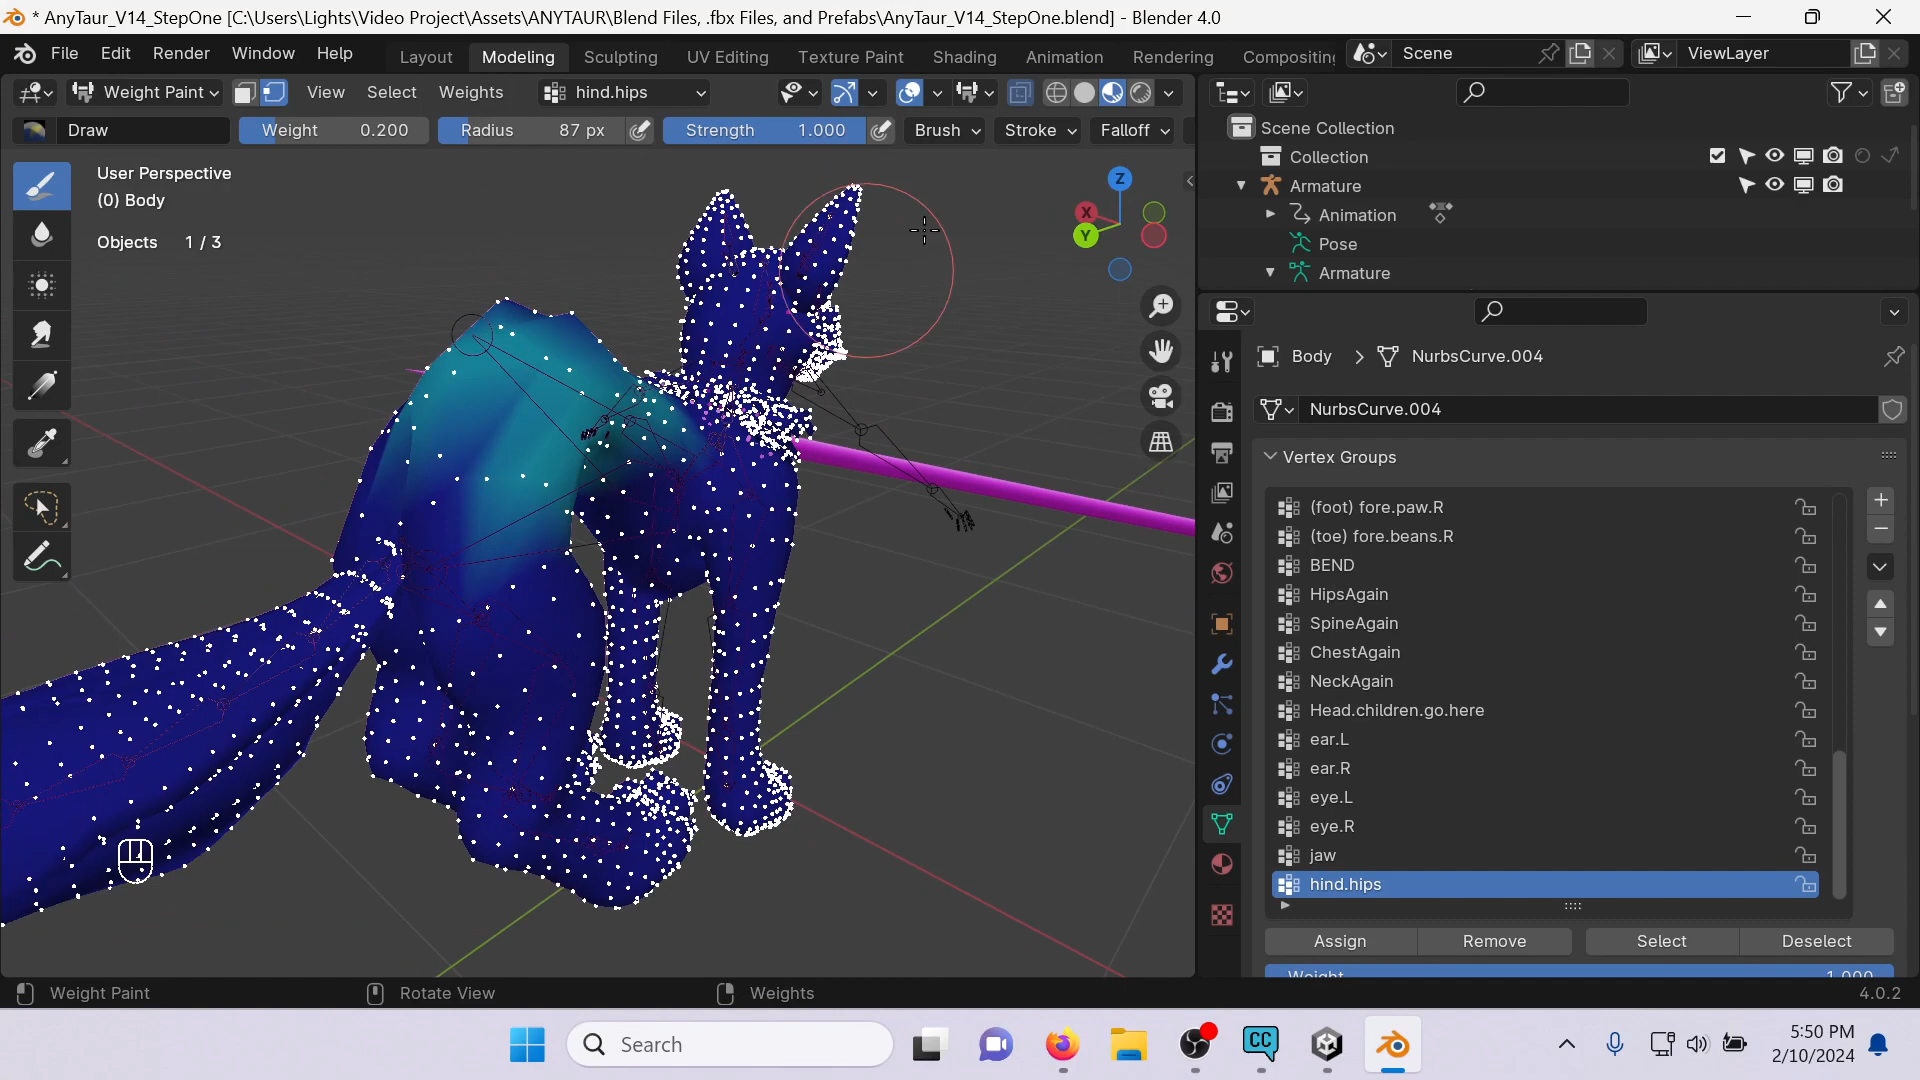 * AnyTaur_V14_StepOne [C:\Users\Lights\Video Project\Assets\ANYTAUR\Blend Files, .fbx Files, and Prefabs\AnyTaur_V14_StepOne.blend] - Blender 4.0
File Edit Render Window Help Layout Modeling Sculpting UV Editing Texture Paint Shading Animation Rendering Compositing Scene ViewLayer
Weight Paint View Select Weights hind.hips
Draw Weight 0.200 Radius 87 px Strength 1.000 Brush Stroke Falloff
User Perspective
(0) Body
Objects 1 / 3
Z
X
Y
Scene Collection
Collection
Armature
Animation
Pose
Armature
Body > NurbsCurve.004
NurbsCurve.004
Vertex Groups
(foot) fore.paw.R
(toe) fore.beans.R
BEND
HipsAgain
SpineAgain
ChestAgain
NeckAgain
Head.children.go.here
ear.L
ear.R
eye.L
eye.R
jaw
hind.hips
Assign Remove Select Deselect
Weight 1.000
Weight Paint Rotate View Weights 4.0.2
Search
CC
5:50 PM
2/10/2024